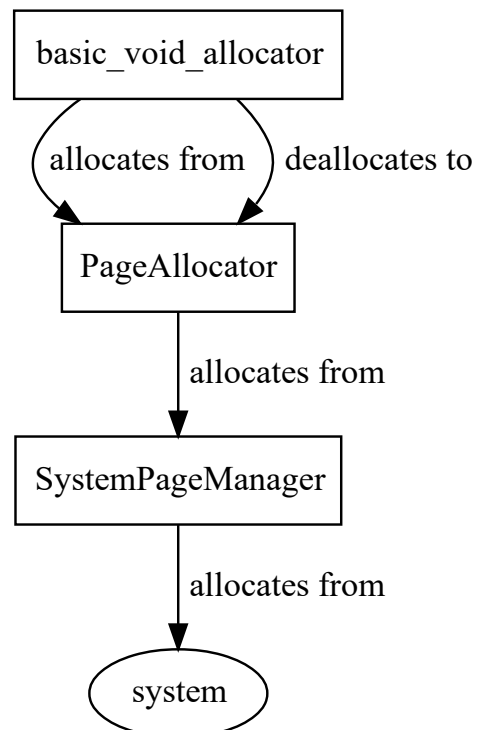 basic_void_allocator
allocates from
deallocates to
PageAllocator
allocates from
SystemPageManager
allocates from
system